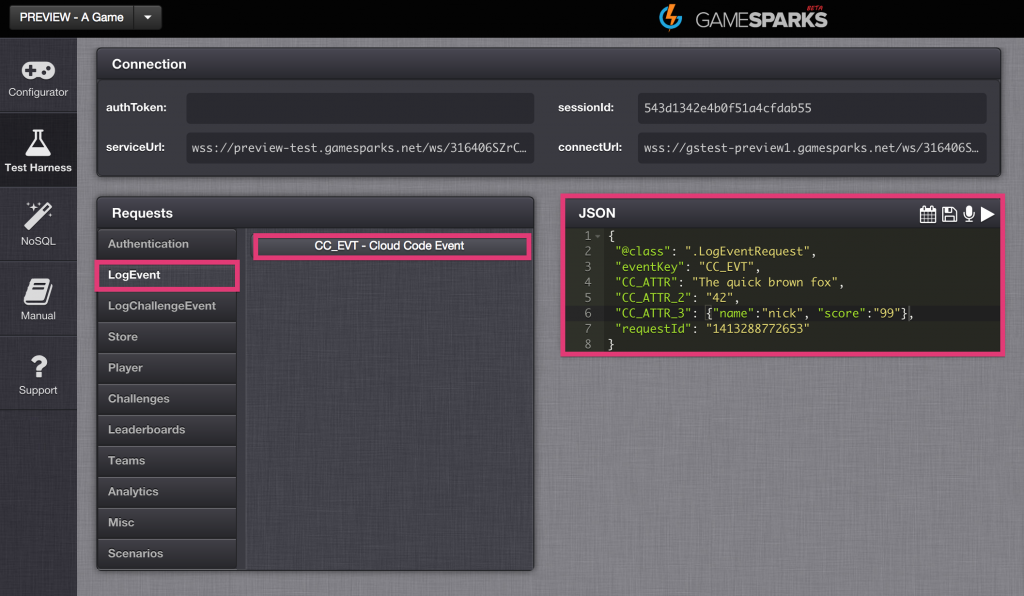 PREVIEW - A Game
GAMESPARKS BETA
Configurator
Test Harness
NoSQL
Manual
Support
Connection
authToken:
sessionId: 543d1342e4b0f51a4cfdab55
serviceUrl: wss://preview-test.gamesparks.net/ws/316406SZrC…
connectUrl: wss://gstest-preview1.gamesparks.net/ws/316406S…
Requests
Authentication
LogEvent
LogChallengeEvent
Store
Player
Challenges
Leaderboards
Teams
Analytics
Misc
Scenarios
CC_EVT - Cloud Code Event
JSON
1 {
2 "@class": ".LogEventRequest",
3 "eventKey": "CC_EVT",
4 "CC_ATTR": "The quick brown fox",
5 "CC_ATTR_2": "42",
6 "CC_ATTR_3": {"name":"nick", "score":"99"},
7 "requestId": "1413288772653"
8 }